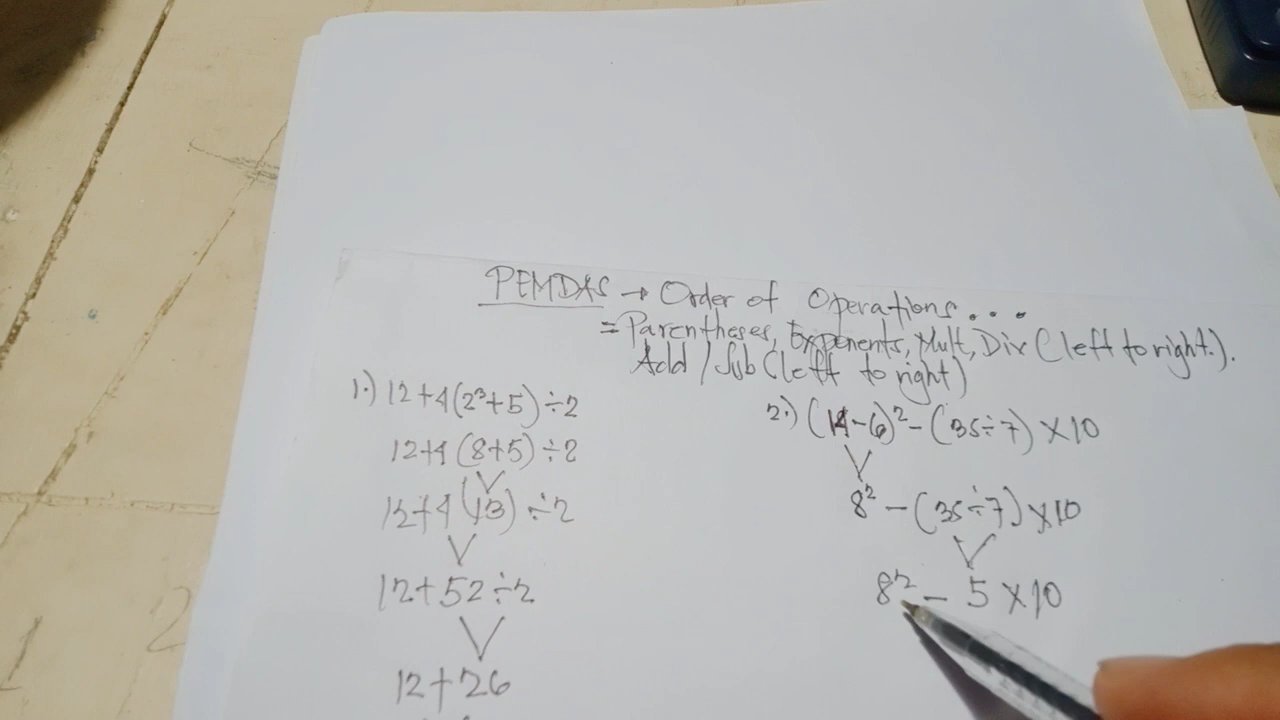 PEMDAS → Order of Operations...
= Parentheses, Exponents, Mult, Div (left to right.).
Add / Sub (left to right)
1.) 12+4(2³+5)÷2
12+4(8+5)÷2
12+4(13)÷2
12+52÷2
12+26
2.) (14-6)²-(35÷7)×10
8²-(35÷7)×10
8²-5×10